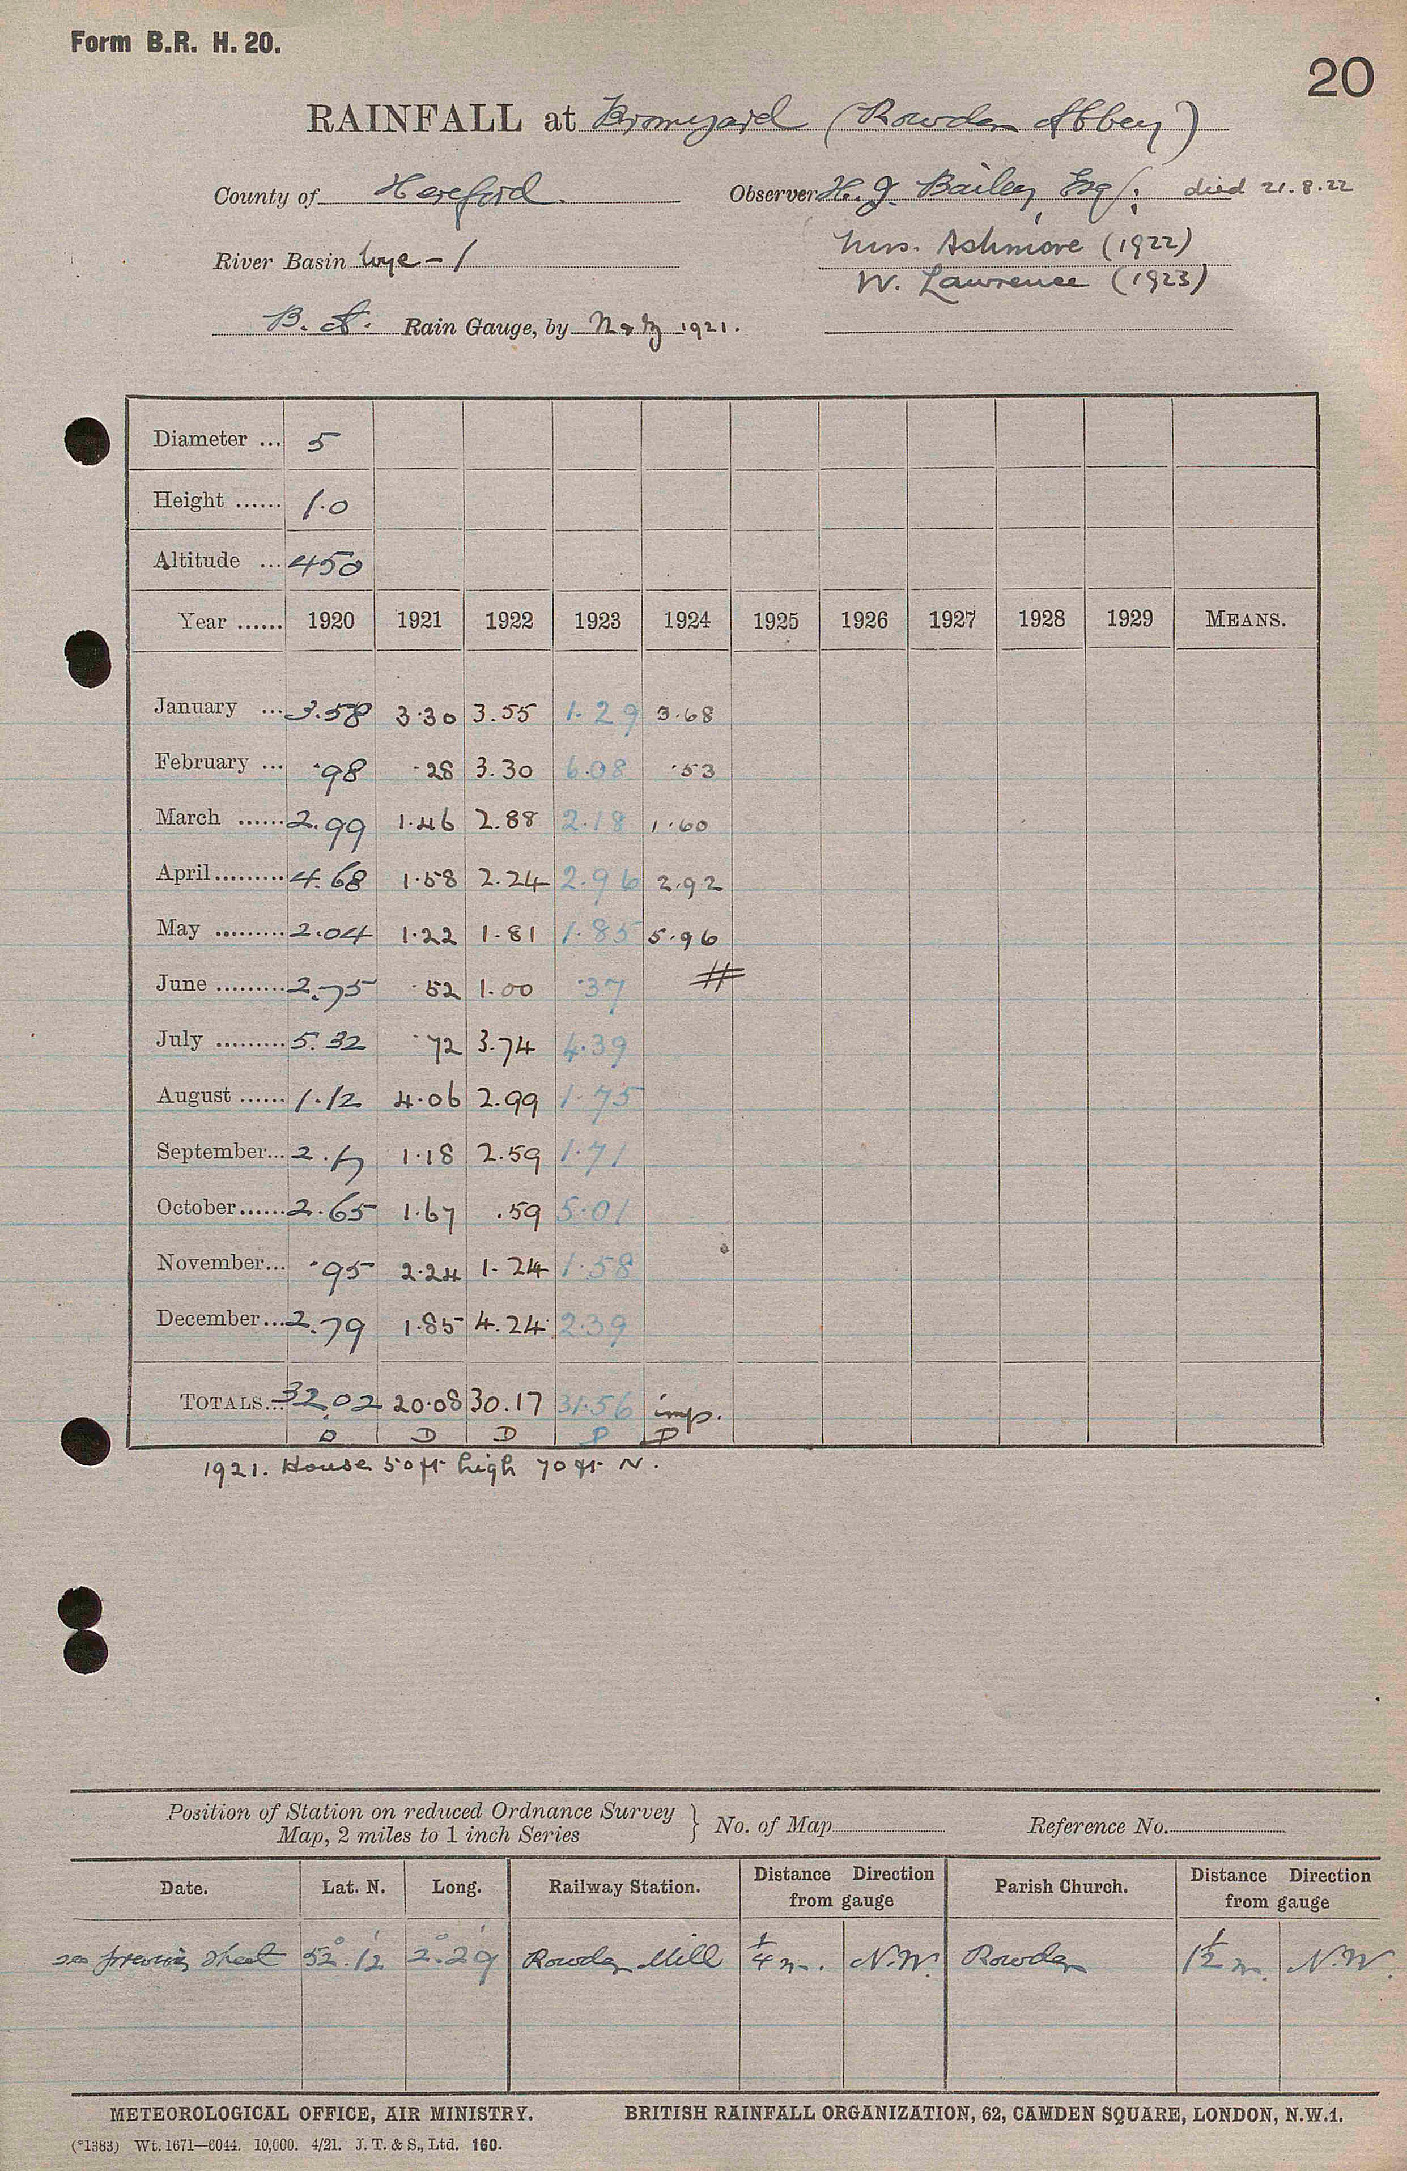 Form B.R. H. 20.
20
RAINFALL at Bromyard (Rowden Abbey)
County of Hereford Observer H. J. Bailey, Esq.; died 21.8.22
River Basin Wye - 1 Mrs. Ashmore (1922)
W. Lawrence (1923)
Rain Gauge, by N & Z 1921.
Diameter ... 5
Height ...... 1.0
Altitude ... 450
Year ...... 1920 1921 1922 1923 1924 1925 1926 1927 1928 1929 MEANS.
January ... 3.58 3.30 3.55 1.29 3.68
February ... .98 .28 3.30 6.08 .53
March ...... 2.99 1.46 2.88 2.18 1.60
April ......... 4.68 1.58 2.24 2.96 2.92
May ......... 2.04 1.22 1.81 1.85 5.96
June ......... 2.75 .52 1.00 .37 #
July ......... 5.32 .72 3.74 4.39
August ...... 1.12 4.06 2.99 1.75
September... 2.17 1.18 2.59 1.71
October...... 2.65 1.67 .59 5.01
November... .95 2.24 1.24 1.58
December... 2.79 1.85 4.24 2.39
TOTALS... 32.02 20.08 30.17 31.56 imp.
D D D P P
1921. House 50 ft high 70 ft N.
Position of Station on reduced Ordnance Survey Map, 2 miles to 1 inch Series } No. of Map Reference No.
Date. Lat. N. Long. Railway Station. Distance Direction from gauge Parish Church. Distance Direction from gauge
see previous sheet 52° 12' 2° 29' Rowden Mill 1/4 m. N.W. Rowden 1 1/2 m. N.W.
METEOROLOGICAL OFFICE, AIR MINISTRY. BRITISH RAINFALL ORGANIZATION, 62, CAMDEN SQUARE, LONDON, N.W.1.
(*1383) Wt. 1671—6044. 10,000. 4/21. J. T. & S., Ltd. 160.